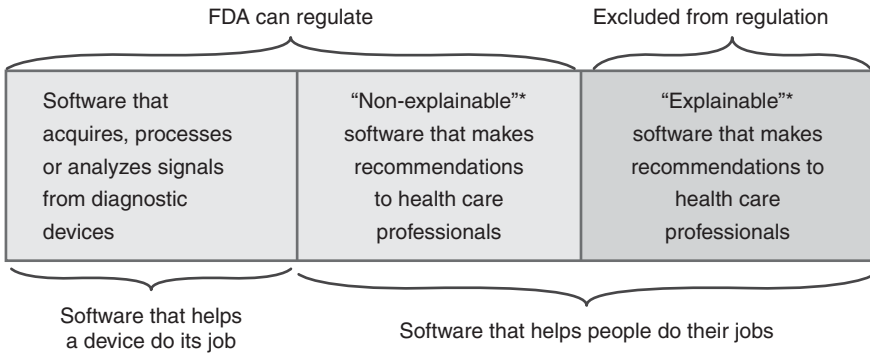 FDA can regulate
Excluded from regulation
Software that
acquires, processes
or analyzes signals
from diagnostic
devices
“Non-explainable”*
software that makes
recommendations
to health care
professionals
“Explainable”*
software that makes
recommendations to
health care
professionals
Software that helps
a device do its job
Software that helps people do their jobs